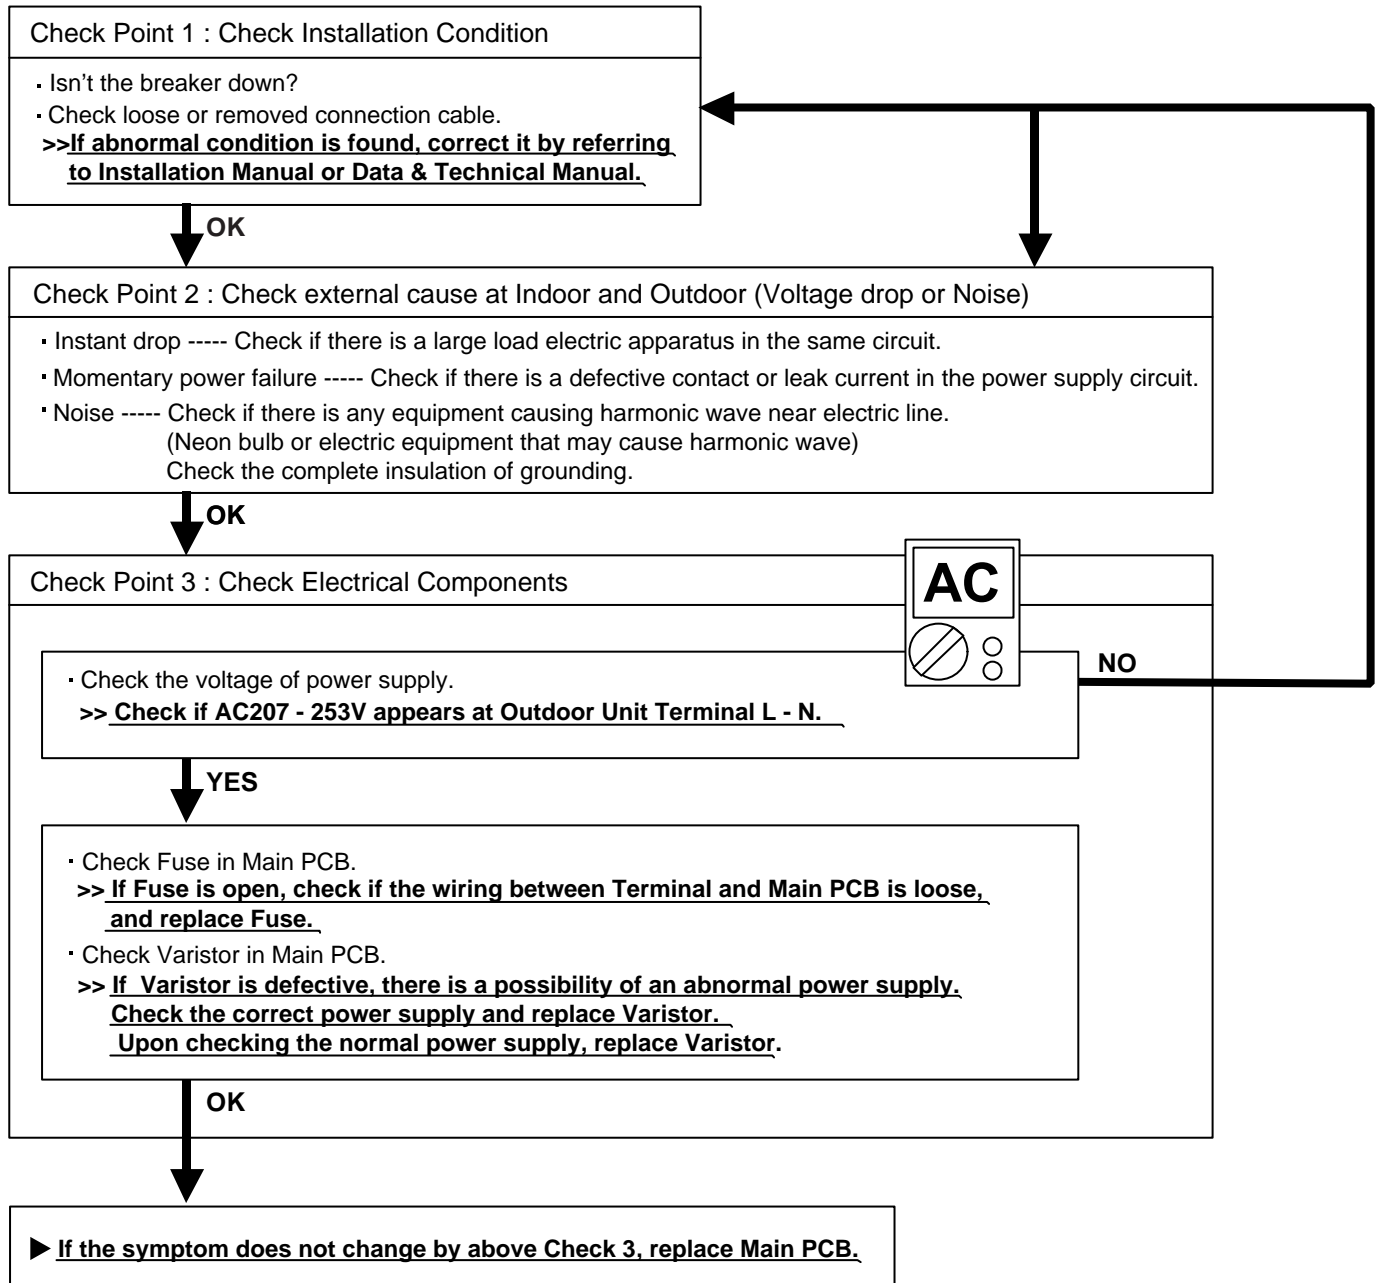 Check Point 1 : Check Installation Condition
· Isn't the breaker down?
· Check loose or removed connection cable.
>>If abnormal condition is found, correct it by referring
to Installation Manual or Data & Technical Manual.
OK
Check Point 2 : Check external cause at Indoor and Outdoor (Voltage drop or Noise)
· Instant drop ----- Check if there is a large load electric apparatus in the same circuit.
· Momentary power failure ----- Check if there is a defective contact or leak current in the power supply circuit.
· Noise ----- Check if there is any equipment causing harmonic wave near electric line.
(Neon bulb or electric equipment that may cause harmonic wave)
Check the complete insulation of grounding.
OK
Check Point 3 : Check Electrical Components
AC
NO
· Check the voltage of power supply.
>> Check if AC207 - 253V appears at Outdoor Unit Terminal L - N.
YES
· Check Fuse in Main PCB.
>> If Fuse is open, check if the wiring between Terminal and Main PCB is loose,
and replace Fuse.
· Check Varistor in Main PCB.
>> If Varistor is defective, there is a possibility of an abnormal power supply.
Check the correct power supply and replace Varistor.
Upon checking the normal power supply, replace Varistor.
OK
▶ If the symptom does not change by above Check 3, replace Main PCB.